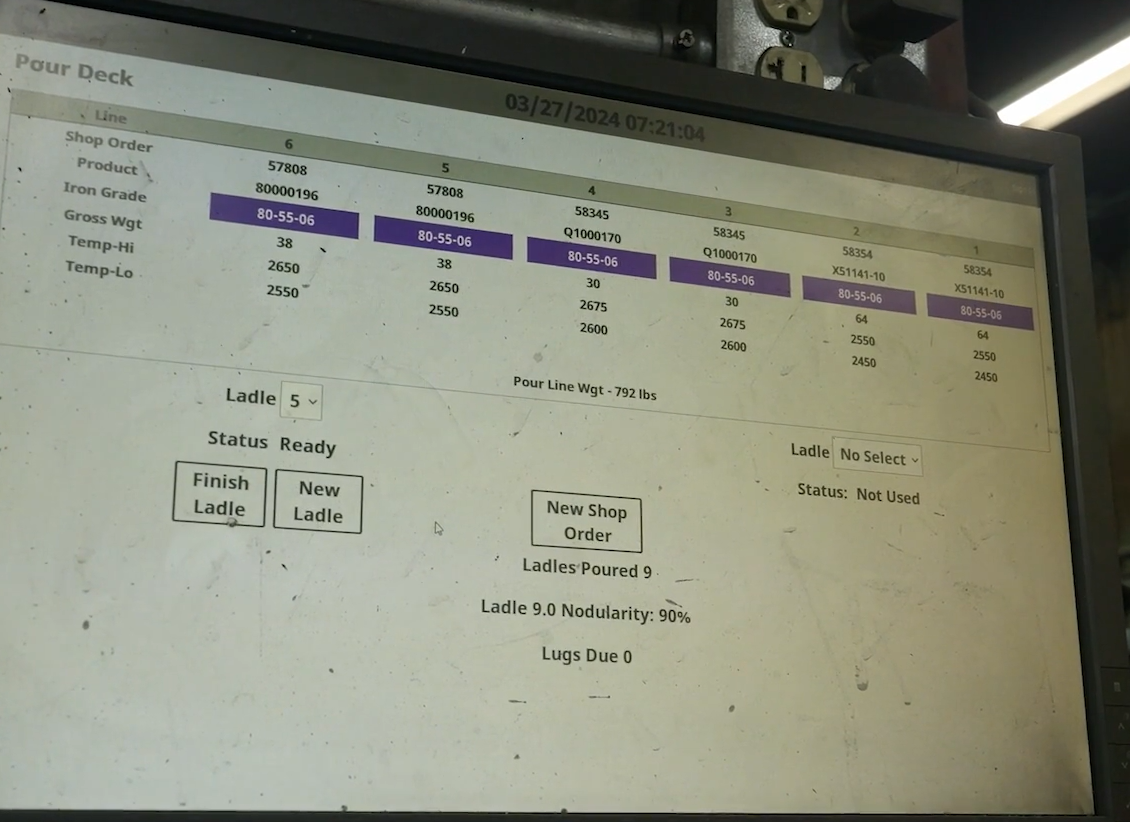 Pour Deck
03/27/2024 07:21:04
Line 6 5 4 3 2 1
Shop Order 57808 57808 58345 58345 58354 58354
Product 80000196 80000196 Q1000170 Q1000170 X51141-10 X51141-10
Iron Grade 80-55-06 80-55-06 80-55-06 80-55-06 80-55-06 80-55-06
Gross Wgt 38 38 30 30 64 64
Temp-Hi 2650 2650 2675 2675 2550 2550
Temp-Lo 2550 2550 2600 2600 2450 2450
Pour Line Wgt - 792 lbs
Ladle 5
Status Ready
Finish
Ladle
New
Ladle
Ladle No Select
Status: Not Used
New Shop
Order
Ladles Poured 9
Ladle 9.0 Nodularity: 90%
Lugs Due 0